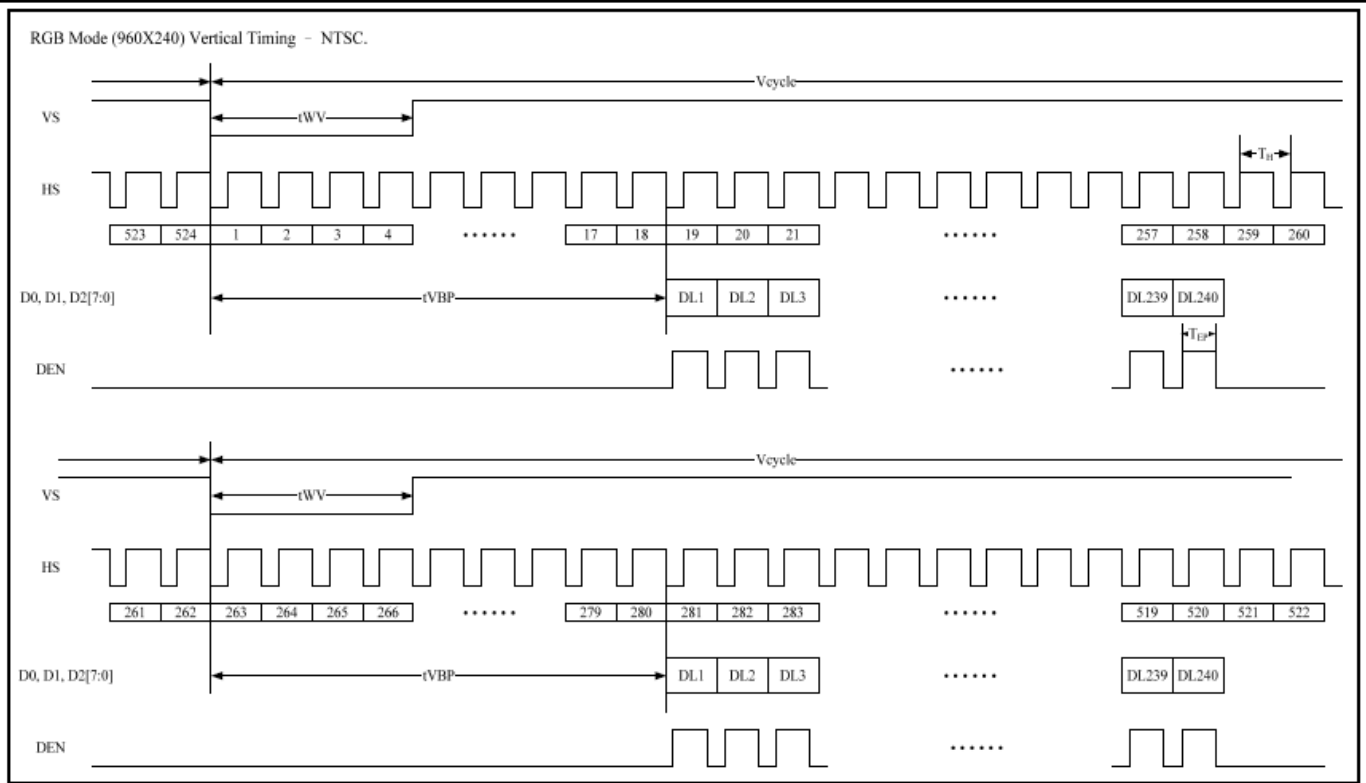 RGB Mode (960X240) Vertical Timing – NTSC.
Vcycle
VS
tWV
T_H
HS
523 524 1 2 3 4 ······ 17 18 19 20 21 ······ 257 258 259 260
D0, D1, D2[7:0] tVBP DL1 DL2 DL3 ······ DL239 DL240
T_EP
DEN ······
Vcycle
VS
tWV
HS
261 262 263 264 265 266 ······ 279 280 281 282 283 ······ 519 520 521 522
D0, D1, D2[7:0] tVBP DL1 DL2 DL3 ······ DL239 DL240
DEN ······